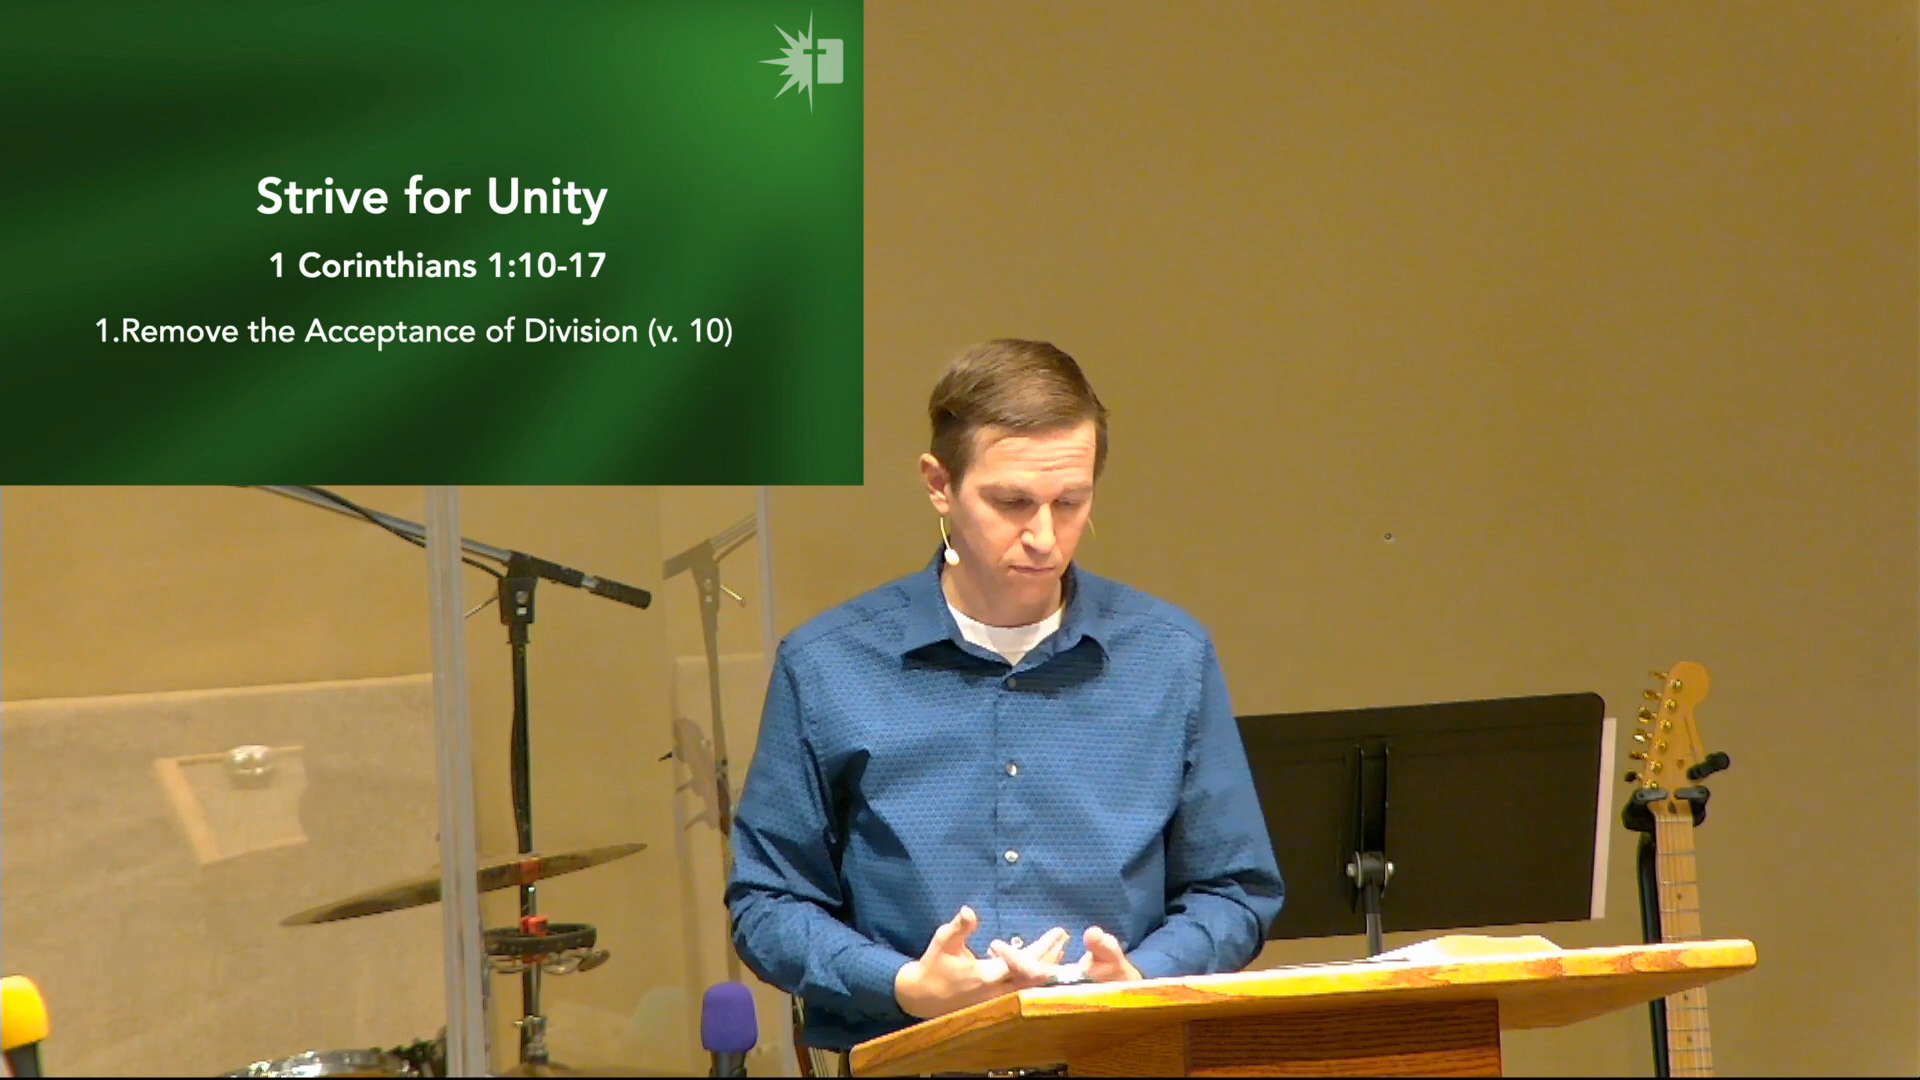 Strive for Unity
1 Corinthians 1:10-17
1.Remove the Acceptance of Division (v. 10)